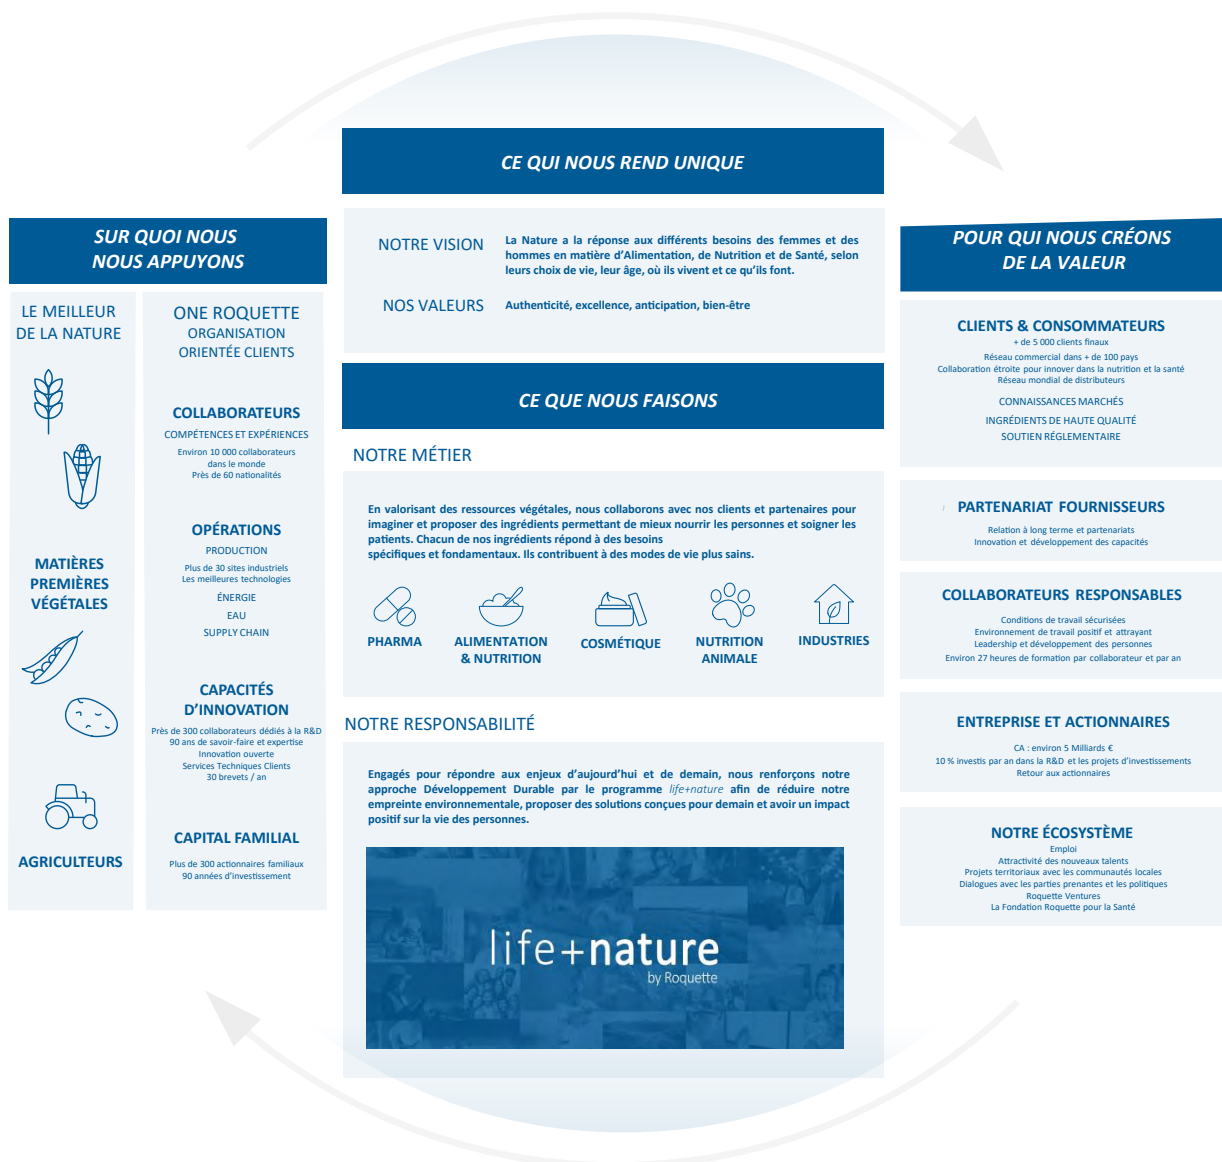 CE QUI NOUS REND UNIQUE
NOTRE VISION
La Nature a la réponse aux différents besoins des femmes et des
hommes en matière d'Alimentation, de Nutrition et de Santé, selon
leurs choix de vie, leur âge, où ils vivent et ce qu'ils font.
NOS VALEURS
Authenticité, excellence, anticipation, bien-être
SUR QUOI NOUS
NOUS APPUYONS
LE MEILLEUR
DE LA NATURE
MATIÈRES
PREMIÈRES
VÉGÉTALES
AGRICULTEURS
ONE ROQUETTE
ORGANISATION
ORIENTÉE CLIENTS
COLLABORATEURS
COMPÉTENCES ET EXPÉRIENCES
Environ 10 000 collaborateurs
dans le monde
Près de 60 nationalités
OPÉRATIONS
PRODUCTION
Plus de 30 sites industriels
Les meilleures technologies
ÉNERGIE
EAU
SUPPLY CHAIN
CAPACITÉS
D'INNOVATION
Près de 300 collaborateurs dédiés à la R&D
90 ans de savoir-faire et expertise
Innovation ouverte
Services Techniques Clients
30 brevets / an
CAPITAL FAMILIAL
Plus de 300 actionnaires familiaux
90 années d'investissement
CE QUE NOUS FAISONS
NOTRE MÉTIER
En valorisant des ressources végétales, nous collaborons avec nos clients et partenaires pour
imaginer et proposer des ingrédients permettant de mieux nourrir les personnes et soigner les
patients. Chacun de nos ingrédients répond à des besoins
spécifiques et fondamentaux. Ils contribuent à des modes de vie plus sains.
PHARMA
ALIMENTATION
& NUTRITION
COSMÉTIQUE
NUTRITION
ANIMALE
INDUSTRIES
NOTRE RESPONSABILITÉ
Engagés pour répondre aux enjeux d'aujourd'hui et de demain, nous renforçons notre
approche Développement Durable par le programme life+nature afin de réduire notre
empreinte environnementale, proposer des solutions conçues pour demain et avoir un impact
positif sur la vie des personnes.
life+nature
by Roquette
POUR QUI NOUS CRÉONS
DE LA VALEUR
CLIENTS & CONSOMMATEURS
+ de 5 000 clients finaux
Réseau commercial dans + de 100 pays
Collaboration étroite pour innover dans la nutrition et la santé
Réseau mondial de distributeurs
CONNAISSANCES MARCHÉS
INGRÉDIENTS DE HAUTE QUALITÉ
SOUTIEN RÉGLEMENTAIRE
PARTENARIAT FOURNISSEURS
Relation à long terme et partenariats
Innovation et développement des capacités
COLLABORATEURS RESPONSABLES
Conditions de travail sécurisées
Environnement de travail positif et attrayant
Leadership et développement des personnes
Environ 27 heures de formation par collaborateur et par an
ENTREPRISE ET ACTIONNAIRES
CA : environ 5 Milliards €
10 % investis par an dans la R&D et les projets d'investissements
Retour aux actionnaires
NOTRE ÉCOSYSTÈME
Emploi
Attractivité des nouveaux talents
Projets territoriaux avec les communautés locales
Dialogues avec les parties prenantes et les politiques
Roquette Ventures
La Fondation Roquette pour la Santé